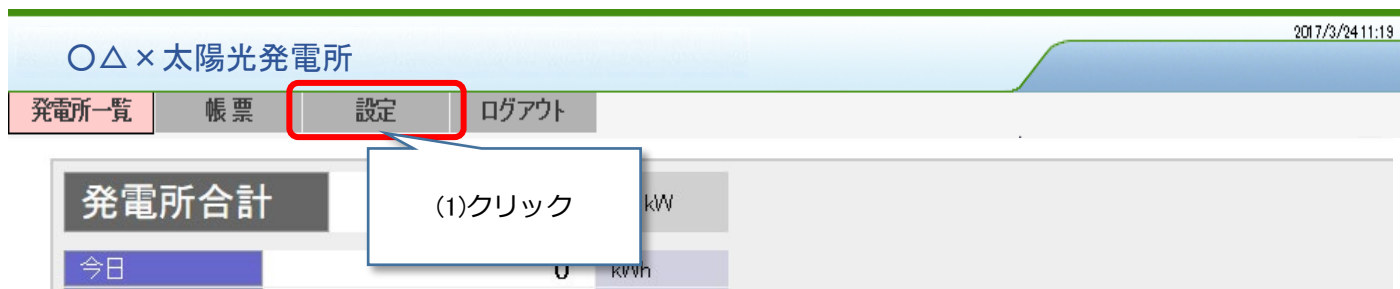 2017/3/24 11:19
〇△×太陽光発電所
発電所一覧 帳票 設定 ログアウト
発電所合計 kW
(1)クリック
今日 0 kWh